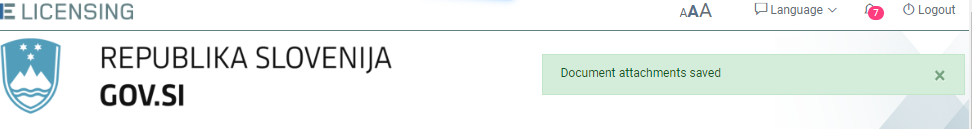 E LICENSING
AAA Language 7 Logout
REPUBLIKA SLOVENIJA
GOV.SI
Document attachments saved ×